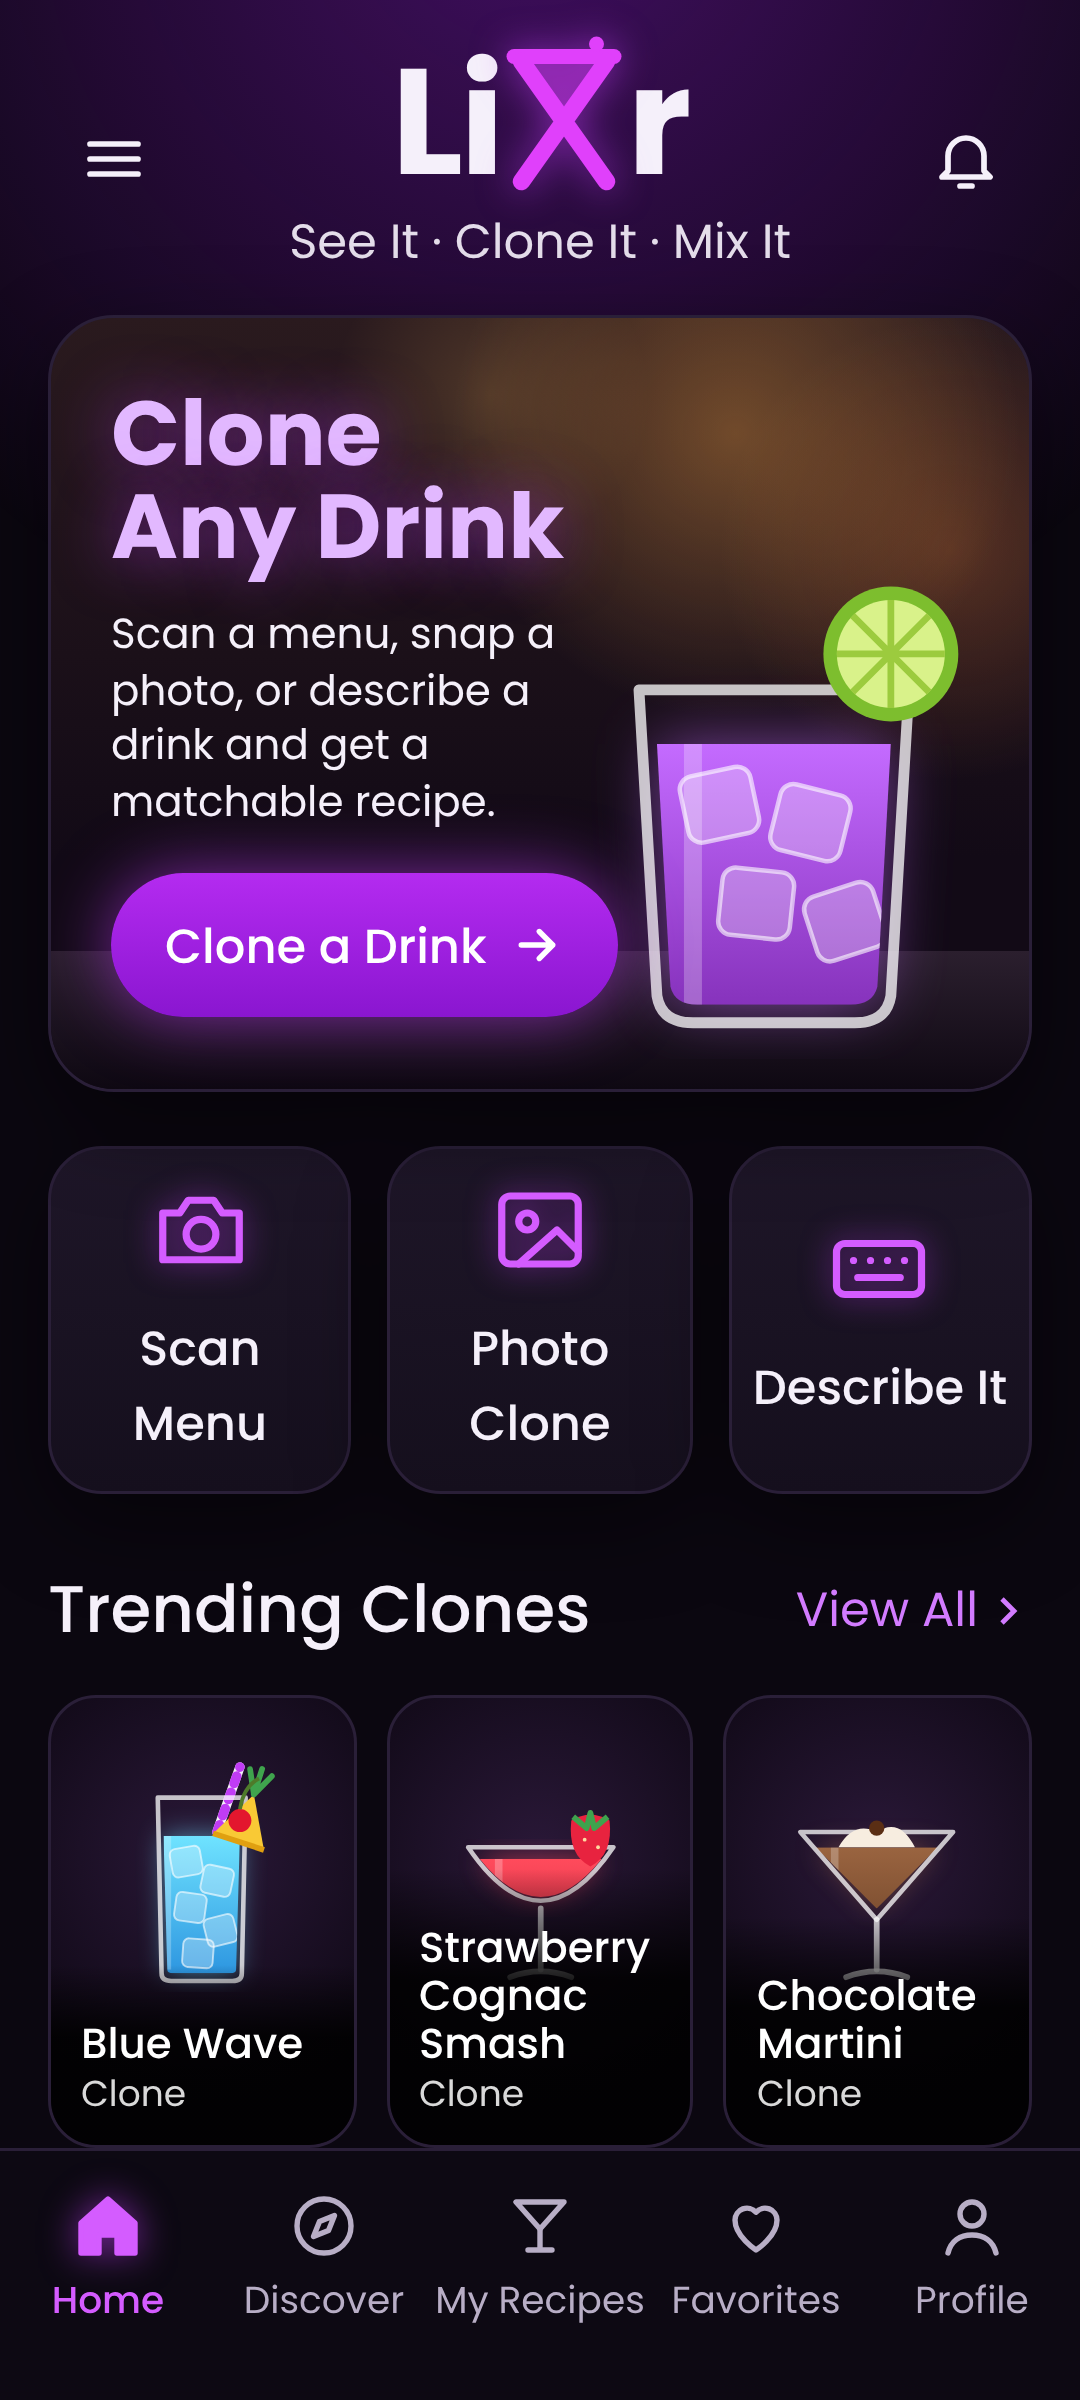 LiXr
See It · Clone It · Mix It
Clone
Any Drink
Scan a menu, snap a
photo, or describe a
drink and get a
matchable recipe.
Clone a Drink
Scan
Menu
Photo
Clone
Describe It
Trending Clones
View All
Blue Wave
Clone
Strawberry
Cognac
Smash
Clone
Chocolate
Martini
Clone
Home
Discover
My Recipes
Favorites
Profile